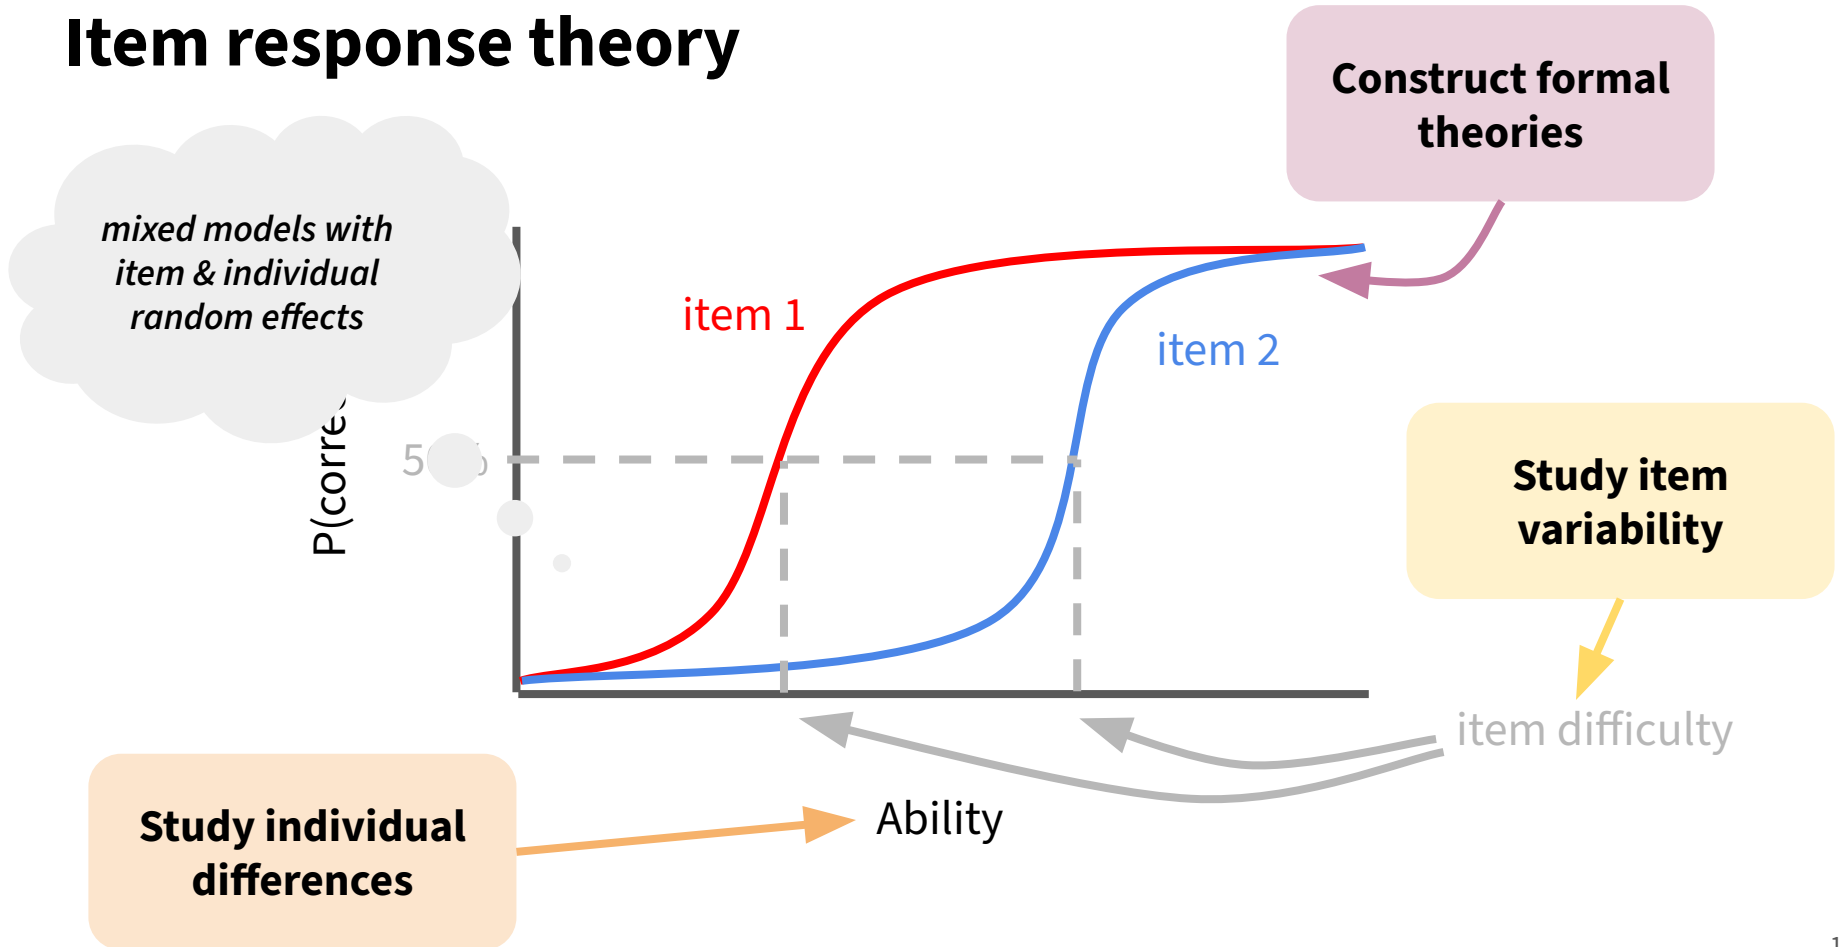 Item response theory
Construct formal
theories
mixed models with
item & individual
random effects
item 1
item 2
Study item
variability
item difficulty
Ability
Study individual
differences
1